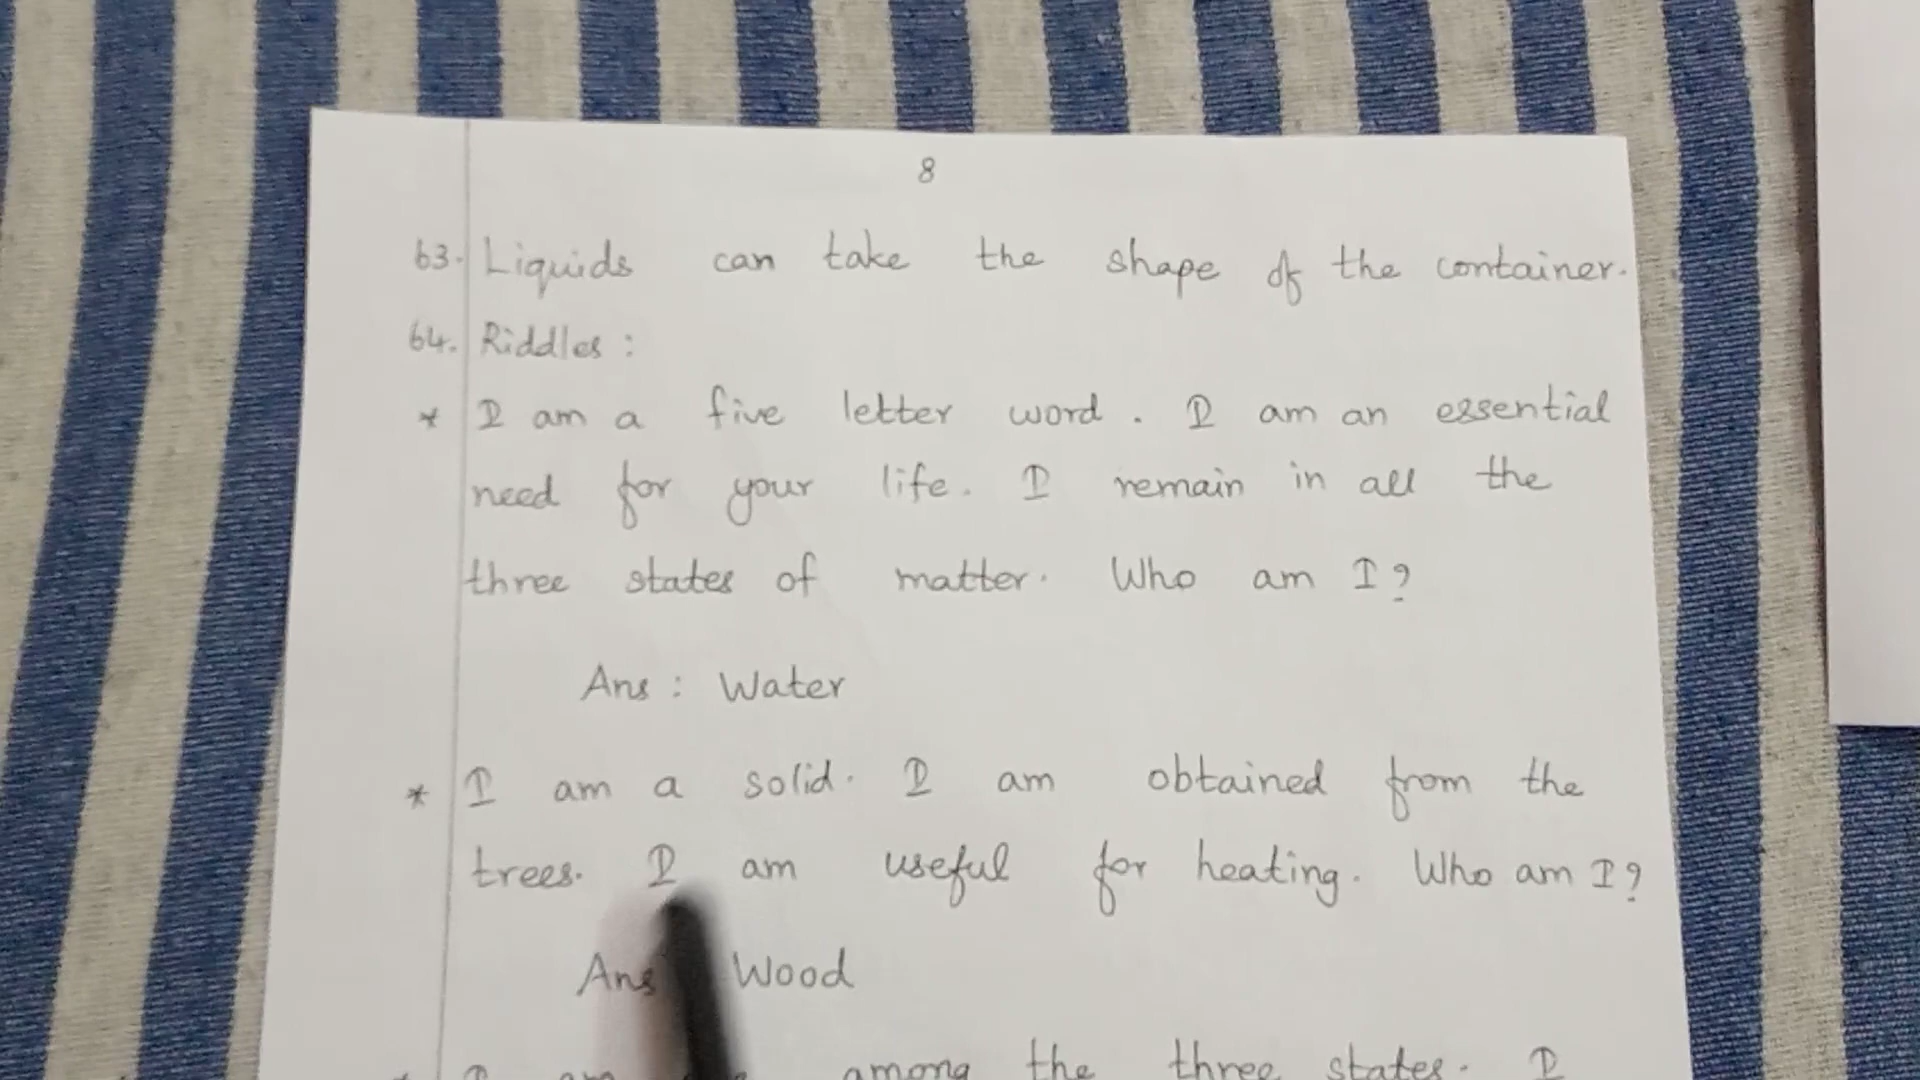 8
63. Liquids can take the shape of the container.
64. Riddles :
* I am a five letter word. I am an essential
need for your life. I remain in all the
three states of matter. Who am I?
Ans : Water
* I am a solid. I am obtained from the
trees. I am useful for heating. Who am I?
Ans Wood
I am among the three states. I